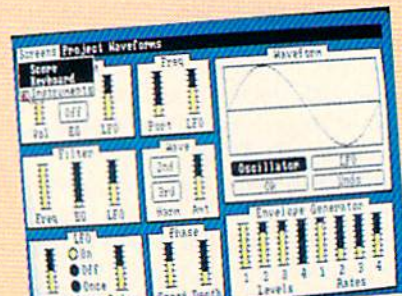 Screens Project Waveforms
Score
Keyboard
Instruments
Freq
Waveform
Off
Vol EG LFO
Port LFO
Filter
Wave
2nd
3rd
Oscillator LFO
Ok Undo
Freq EG LFO
Harm Amt
Envelope Generator
LFO
On
Off
Once
Phase
Depth
1 2 3 4 1 2 3 4
Levels Rates